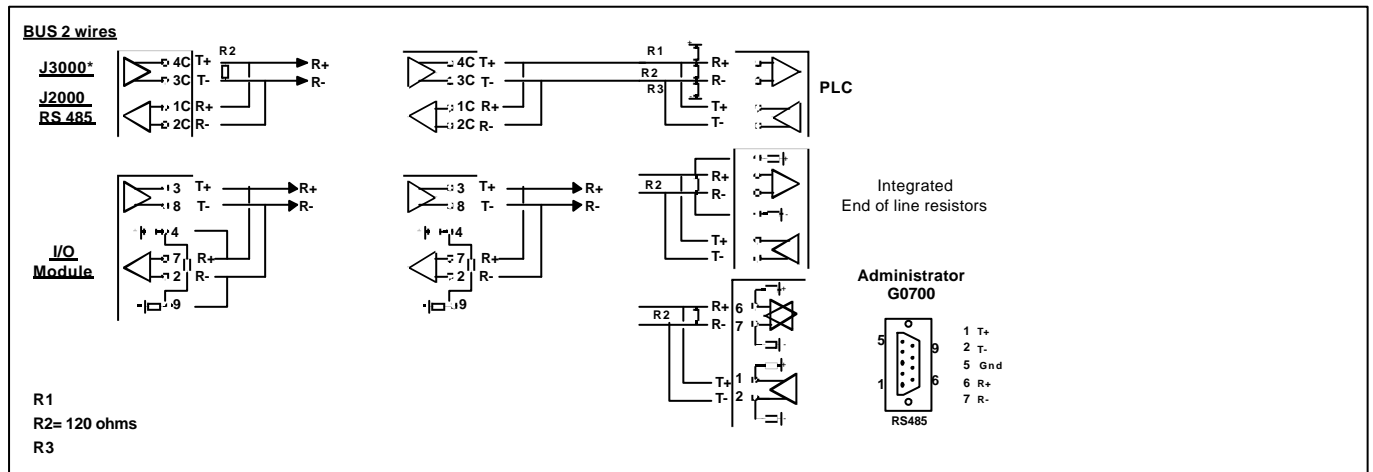 BUS 2 wires
J3000*
J2000
RS 485
4C T+ R2 R+
3C T- R-
1C R+
2C R-
4C T+ R1 R+
3C T- R2 R-
R3
1C R+ T+
2C R- T-
PLC
I/O
Module
3 T+ R+
8 T- R-
4
7 R+
2 R-
9
3 T+ R+
8 T- R-
4
7 R+
2 R-
9
R+
R2 R-
T+
T-
Integrated
End of line resistors
R+ 6
R2 R- 7
T+ 1
T- 2
Administrator
G0700
5 9
1 6
RS485
1 T+
2 T-
5 Gnd
6 R+
7 R-
R1
R2= 120 ohms
R3